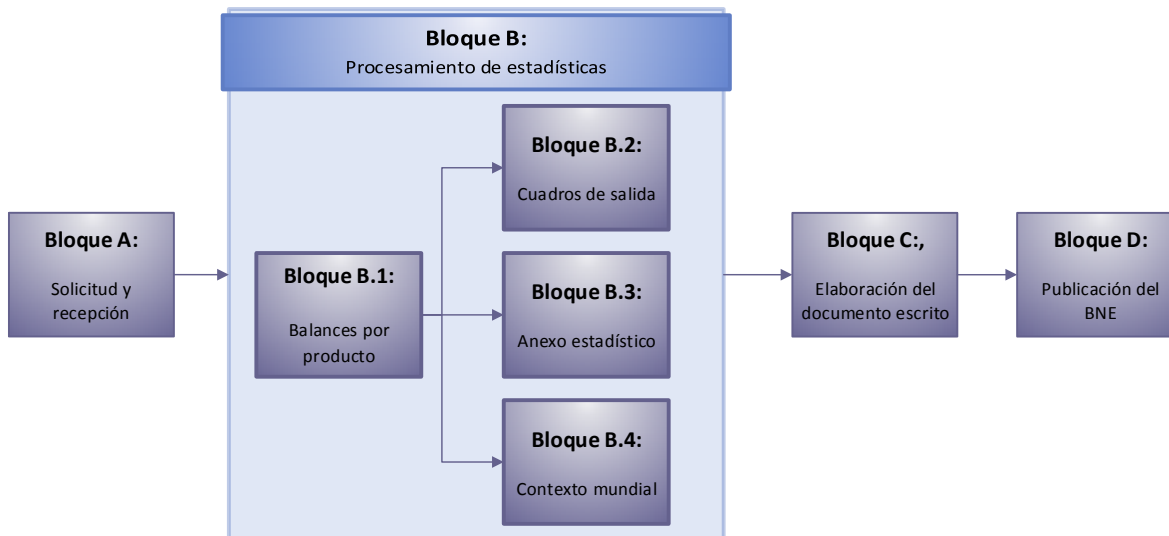 Bloque B:
Procesamiento de estadísticas
Bloque A:
Solicitud y
recepción
Bloque B.1:
Balances por
producto
Bloque B.2:
Cuadros de salida
Bloque B.3:
Anexo estadístico
Bloque B.4:
Contexto mundial
Bloque C:,
Elaboración del
documento escrito
Bloque D:
Publicación del
BNE